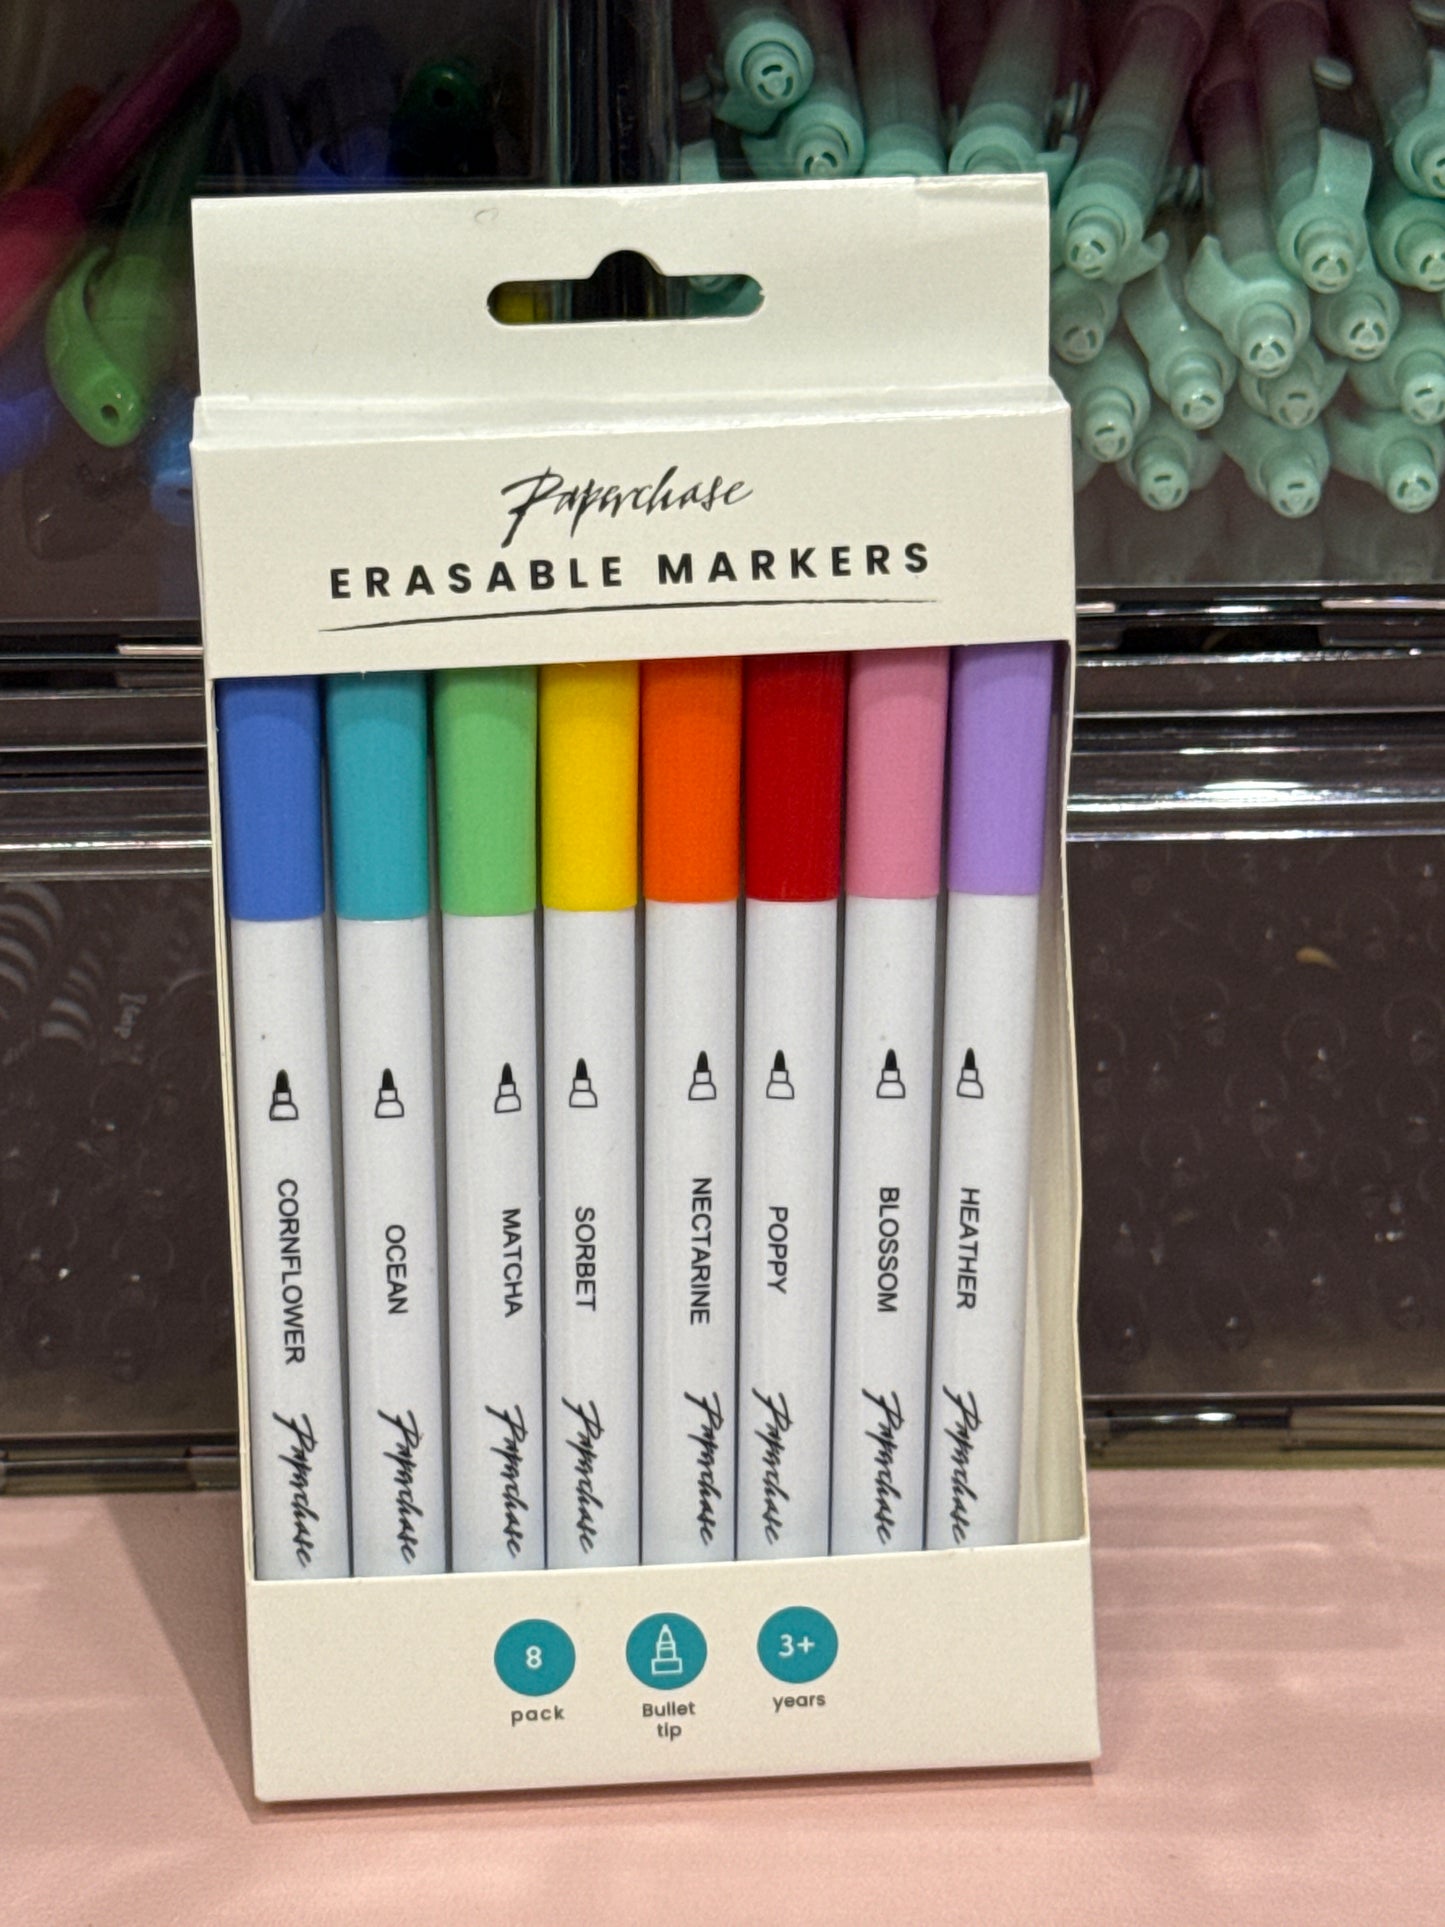 Paperchase
ERASABLE MARKERS
CORNFLOWER Paperchase
OCEAN Paperchase
MATCHA Paperchase
SORBET Paperchase
NECTARINE Paperchase
POPPY Paperchase
BLOSSOM Paperchase
HEATHER Paperchase
8
pack
Bullet
tip
3+
years